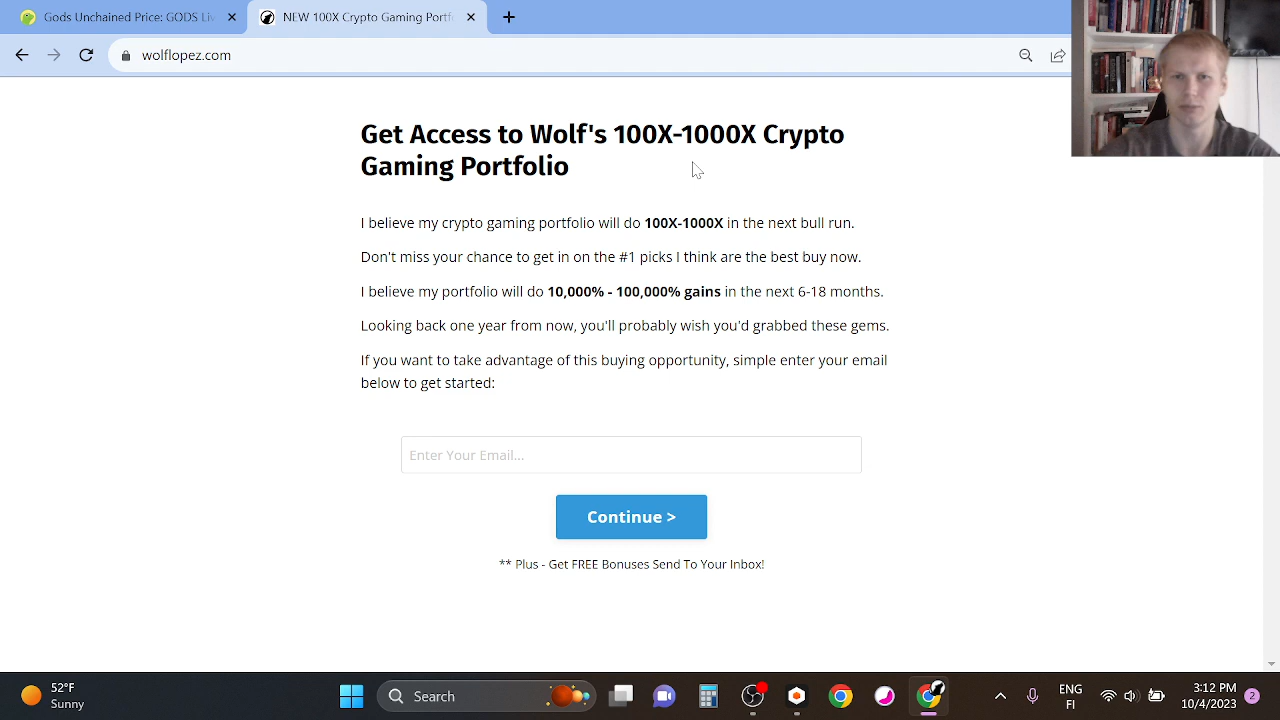 Gods Unchained Price: GODS Liv
NEW 100X Crypto Gaming Portf
wolflopez.com
Get Access to Wolf's 100X-1000X Crypto
Gaming Portfolio
I believe my crypto gaming portfolio will do 100X-1000X in the next bull run.
Don't miss your chance to get in on the #1 picks I think are the best buy now.
I believe my portfolio will do 10,000% - 100,000% gains in the next 6-18 months.
Looking back one year from now, you'll probably wish you'd grabbed these gems.
If you want to take advantage of this buying opportunity, simple enter your email
below to get started:
Enter Your Email...
Continue >
** Plus - Get FREE Bonuses Send To Your Inbox!
52°F
Sunny
Search
ENG
FI
3:12 PM
10/4/2023
2